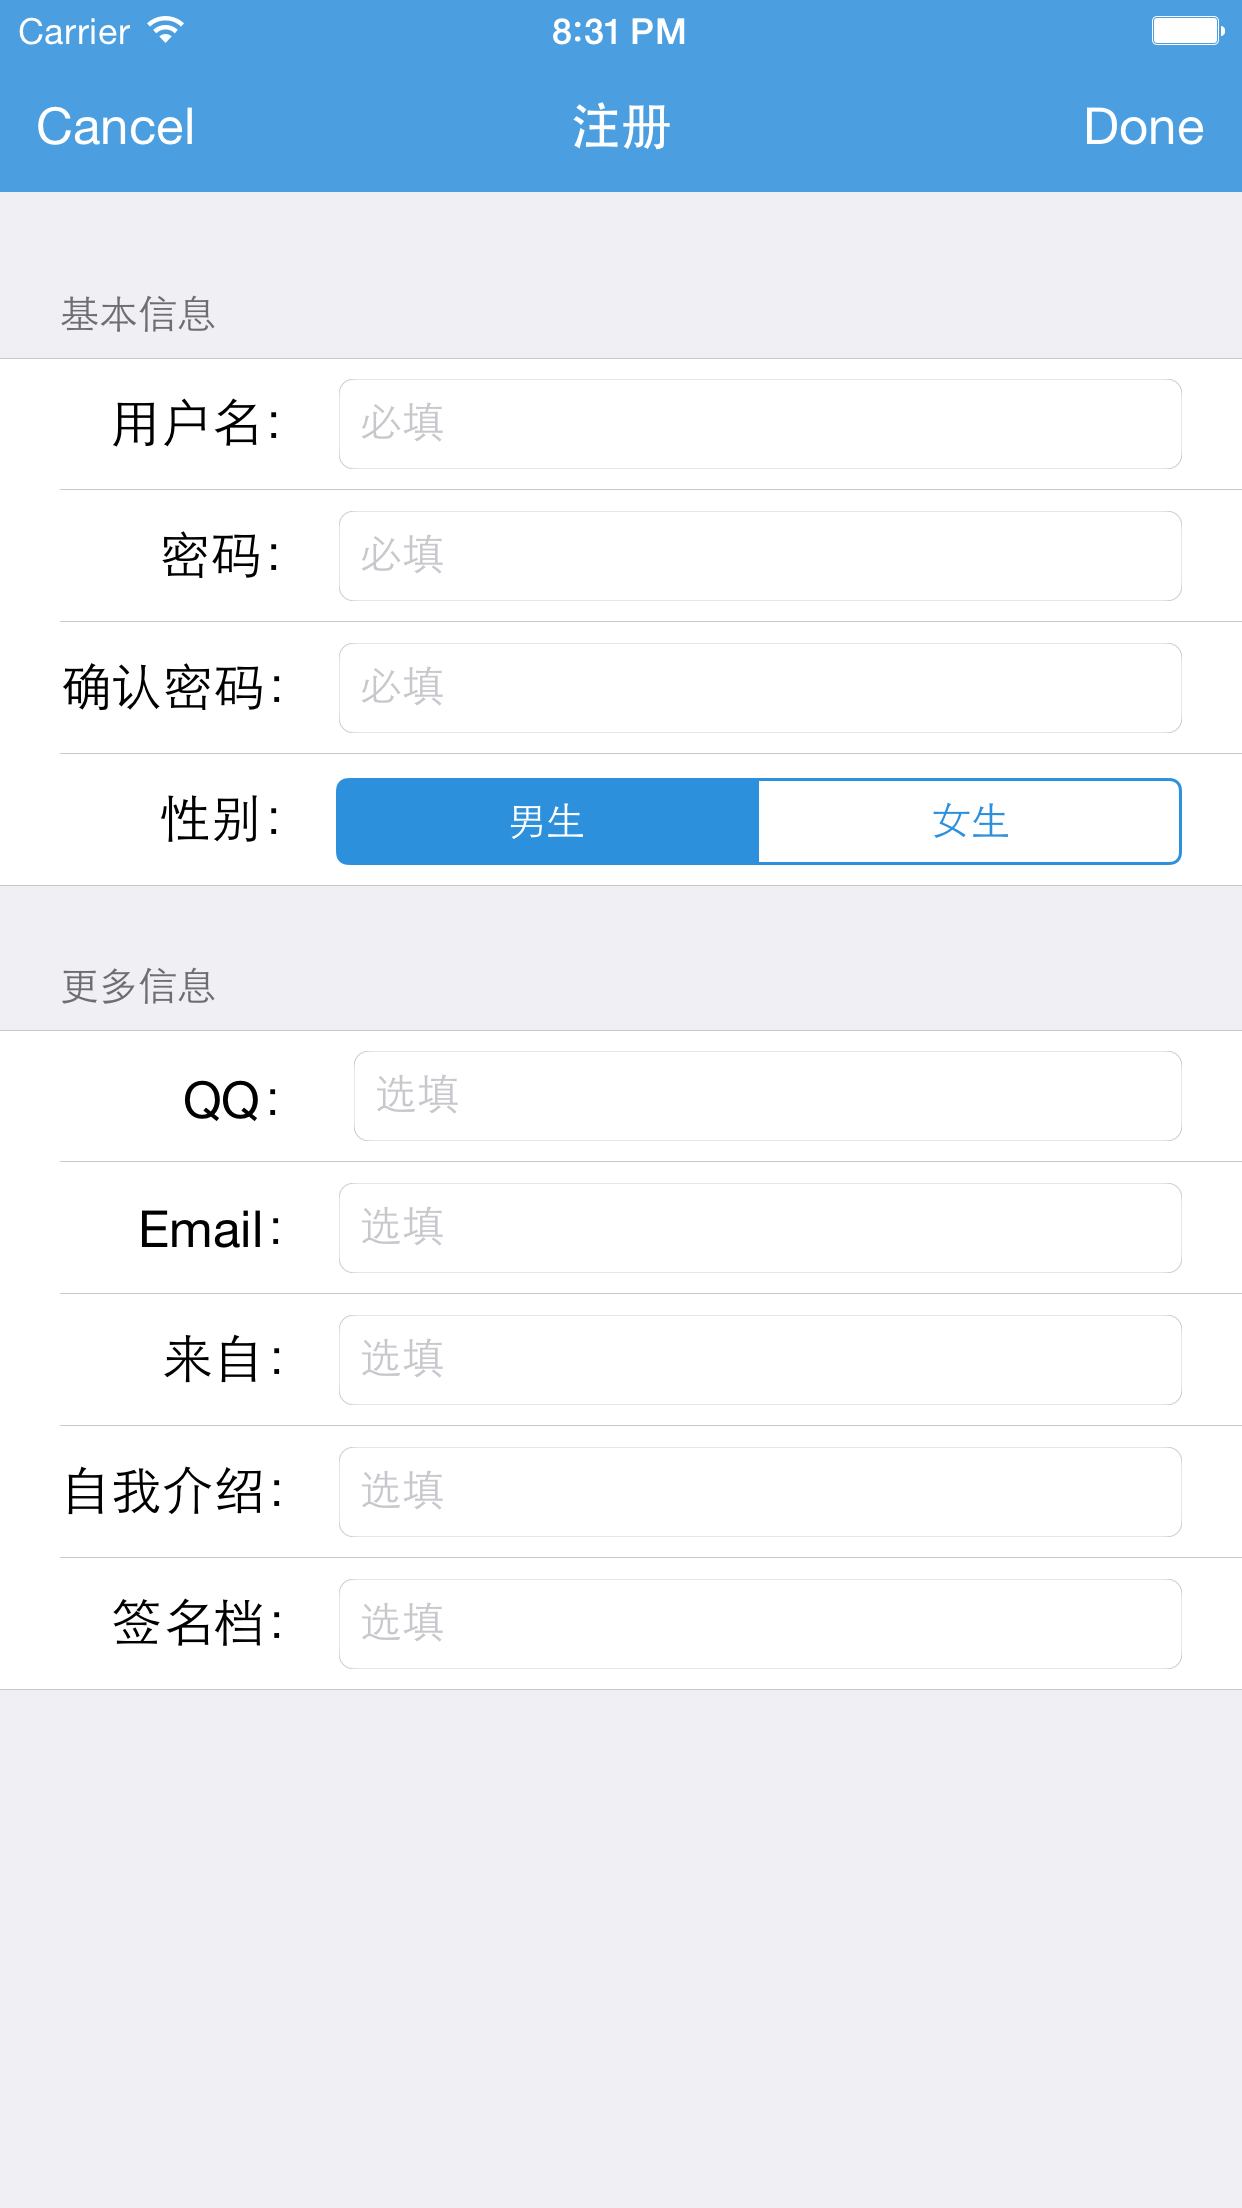 Carrier 8:31 PM
Cancel 注册 Done
基本信息
用户名: 必填
密码: 必填
确认密码: 必填
性别: 男生 女生
更多信息
QQ: 选填
Email: 选填
来自: 选填
自我介绍: 选填
签名档: 选填